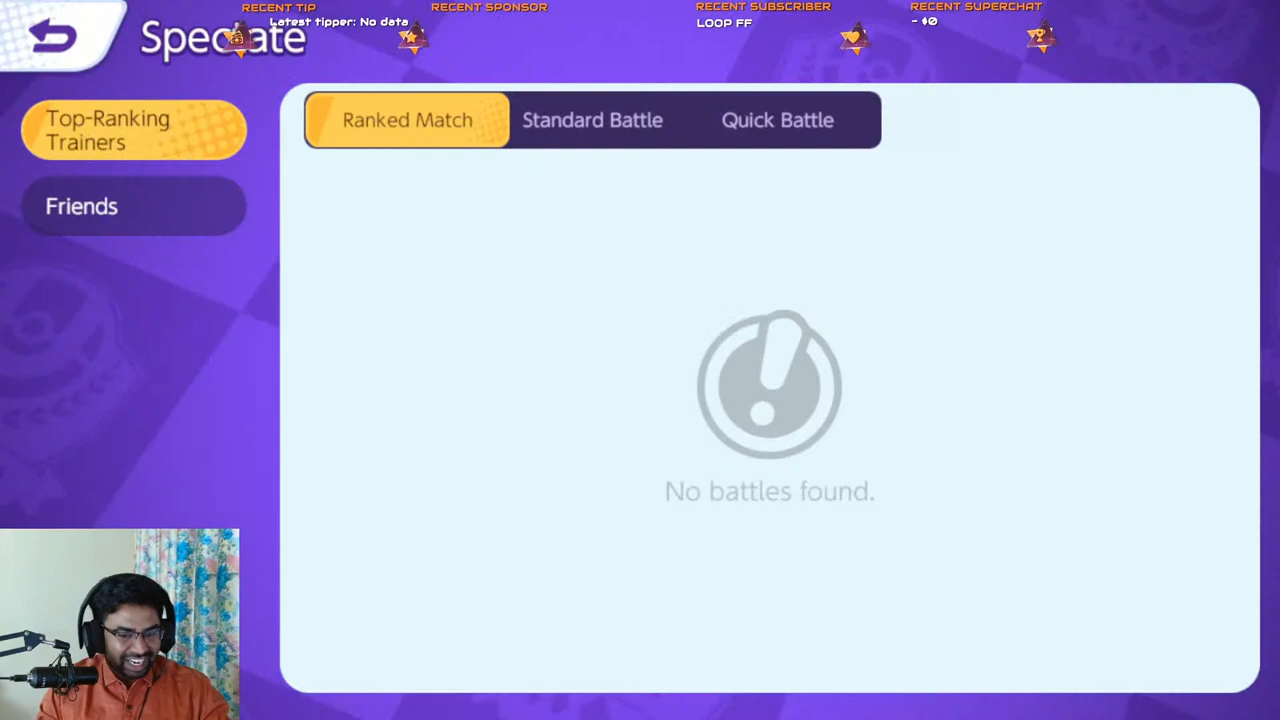 RECENT TIP
Latest tipper: No data
RECENT SPONSOR
RECENT SUBSCRIBER
LOOP FF
RECENT SUPERCHAT
- $0
Spectate
Top-Ranking
Trainers
Friends
Ranked Match
Standard Battle
Quick Battle
No battles found.